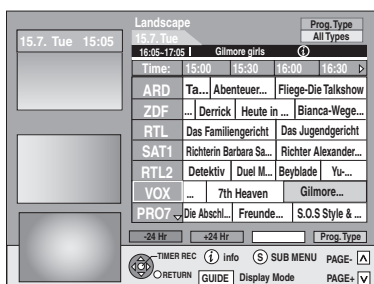 Landscape
Prog.Type
15.7. Tue 15:05
15.7.Tue
All Types
16:05~17:05 Gilmore girls i
Time: 15:00 15:30 16:00 16:30
ARD Ta... Abenteuer... Fliege-Die Talkshow
ZDF ... Derrick Heute in ... Bianca-Wege...
RTL Das Familiengericht Das Jugendgericht
SAT1 Richterin Barbara Sa... Richter Alexander...
RTL2 Detektiv Duel M... Beyblade Yu-...
VOX ... 7th Heaven Gilmore...
PRO7 Die Abschl... Freunde... S.O.S Style & ...
-24 Hr +24 Hr Prog.Type
TIMER REC i info S SUB MENU PAGE-
RETURN GUIDE Display Mode PAGE+